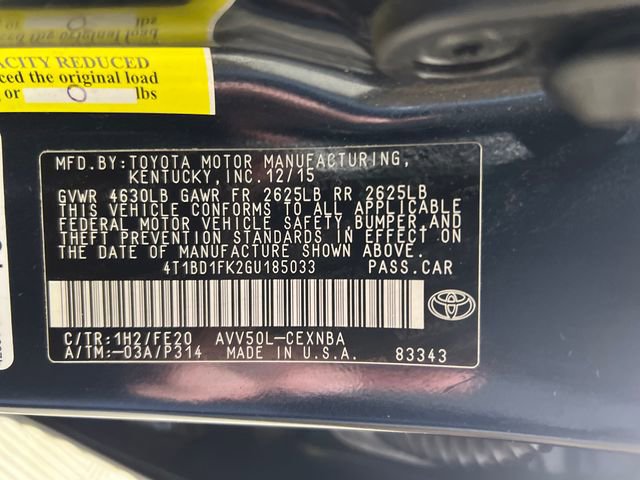 ACITY REDUCED
ced the original load
g or 0 lbs
MFD.BY:TOYOTA MOTOR MANUFACTURING,
KENTUCKY,INC.12/15
GVWR 4630LB GAWR FR 2625LB RR 2625LB
THIS VEHICLE CONFORMS TO ALL APPLICABLE
FEDERAL MOTOR VEHICLE SAFETY,BUMPER,AND
THEFT PREVENTION STANDARDS IN EFFECT ON
THE DATE OF MANUFACTURE SHOWN ABOVE.
4T1BD1FK2GU185033 PASS.CAR
C/TR:1H2/FE20 AVV50L-CEXNBA
A/TM:-03A/P314 MADE IN U.S.A. 83343